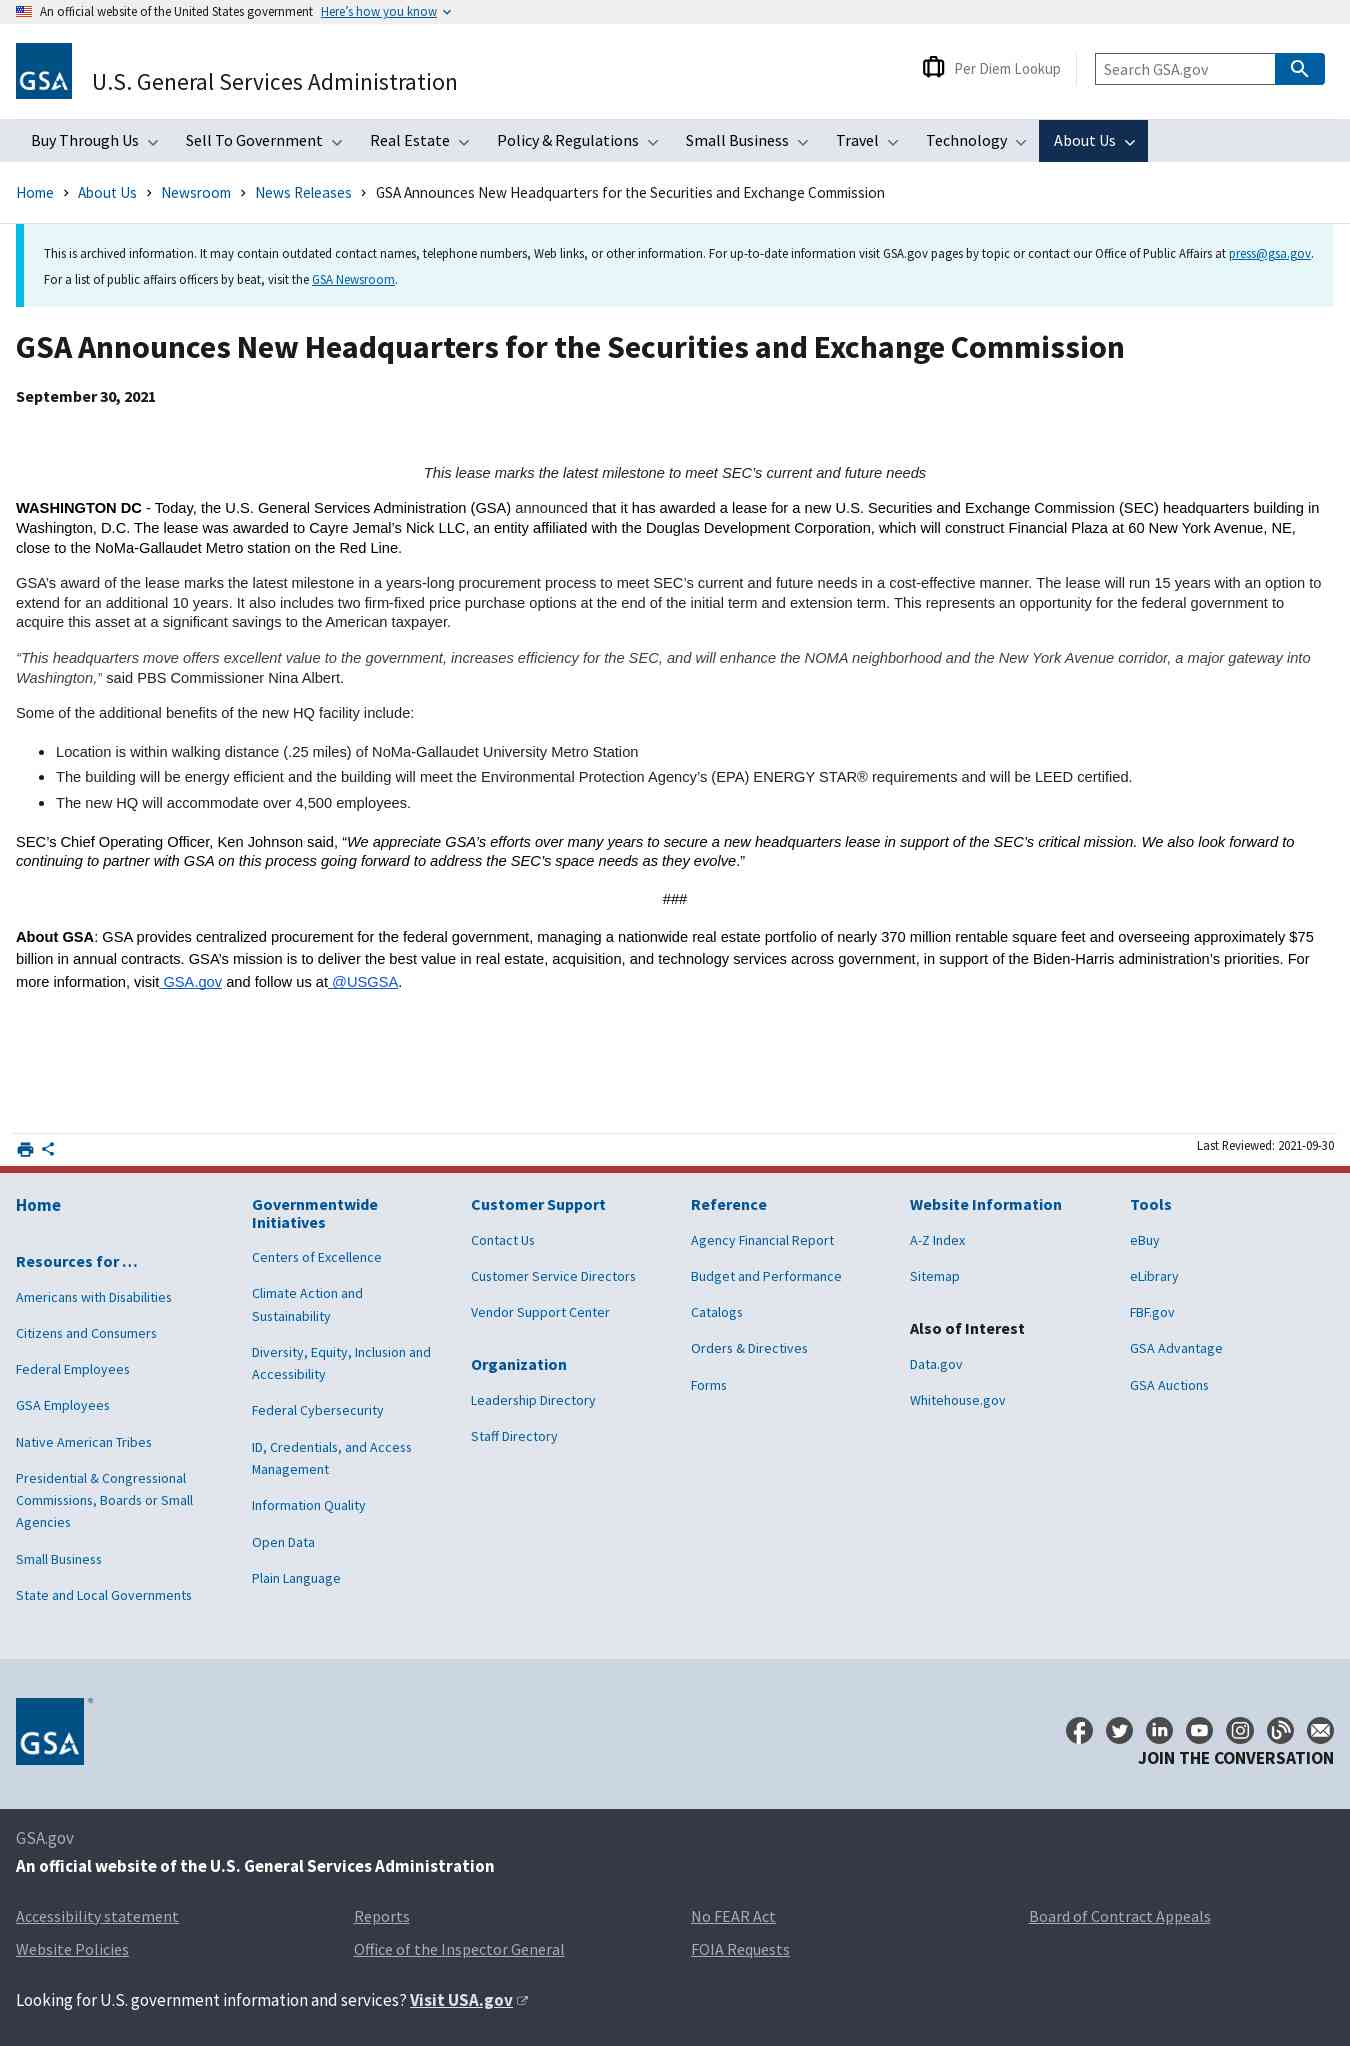 An official website of the United States government Here’s how you know
GSA
U.S. General Services Administration
Per Diem Lookup
Search GSA.gov
Buy Through Us Sell To Government Real Estate Policy & Regulations Small Business Travel Technology About Us
Home About Us Newsroom News Releases GSA Announces New Headquarters for the Securities and Exchange Commission
This is archived information. It may contain outdated contact names, telephone numbers, Web links, or other information. For up-to-date information visit GSA.gov pages by topic or contact our Office of Public Affairs at press@gsa.gov.
For a list of public affairs officers by beat, visit the GSA Newsroom.
GSA Announces New Headquarters for the Securities and Exchange Commission
September 30, 2021
This lease marks the latest milestone to meet SEC’s current and future needs
WASHINGTON DC - Today, the U.S. General Services Administration (GSA) announced that it has awarded a lease for a new U.S. Securities and Exchange Commission (SEC) headquarters building in
Washington, D.C. The lease was awarded to Cayre Jemal’s Nick LLC, an entity affiliated with the Douglas Development Corporation, which will construct Financial Plaza at 60 New York Avenue, NE,
close to the NoMa-Gallaudet Metro station on the Red Line.
GSA’s award of the lease marks the latest milestone in a years-long procurement process to meet SEC’s current and future needs in a cost-effective manner. The lease will run 15 years with an option to
extend for an additional 10 years. It also includes two firm-fixed price purchase options at the end of the initial term and extension term. This represents an opportunity for the federal government to
acquire this asset at a significant savings to the American taxpayer.
“This headquarters move offers excellent value to the government, increases efficiency for the SEC, and will enhance the NOMA neighborhood and the New York Avenue corridor, a major gateway into
Washington,” said PBS Commissioner Nina Albert.
Some of the additional benefits of the new HQ facility include:
• Location is within walking distance (.25 miles) of NoMa-Gallaudet University Metro Station
• The building will be energy efficient and the building will meet the Environmental Protection Agency’s (EPA) ENERGY STAR® requirements and will be LEED certified.
• The new HQ will accommodate over 4,500 employees.
SEC’s Chief Operating Officer, Ken Johnson said, “We appreciate GSA’s efforts over many years to secure a new headquarters lease in support of the SEC’s critical mission. We also look forward to
continuing to partner with GSA on this process going forward to address the SEC’s space needs as they evolve.”
###
About GSA: GSA provides centralized procurement for the federal government, managing a nationwide real estate portfolio of nearly 370 million rentable square feet and overseeing approximately $75
billion in annual contracts. GSA’s mission is to deliver the best value in real estate, acquisition, and technology services across government, in support of the Biden-Harris administration’s priorities. For
more information, visit GSA.gov and follow us at @USGSA.
Last Reviewed: 2021-09-30
Home
Resources for …
Americans with Disabilities
Citizens and Consumers
Federal Employees
GSA Employees
Native American Tribes
Presidential & Congressional
Commissions, Boards or Small
Agencies
Small Business
State and Local Governments
Governmentwide
Initiatives
Centers of Excellence
Climate Action and
Sustainability
Diversity, Equity, Inclusion and
Accessibility
Federal Cybersecurity
ID, Credentials, and Access
Management
Information Quality
Open Data
Plain Language
Customer Support
Contact Us
Customer Service Directors
Vendor Support Center
Organization
Leadership Directory
Staff Directory
Reference
Agency Financial Report
Budget and Performance
Catalogs
Orders & Directives
Forms
Website Information
A-Z Index
Sitemap
Also of Interest
Data.gov
Whitehouse.gov
Tools
eBuy
eLibrary
FBF.gov
GSA Advantage
GSA Auctions
GSA
JOIN THE CONVERSATION
GSA.gov
An official website of the U.S. General Services Administration
Accessibility statement Reports No FEAR Act Board of Contract Appeals
Website Policies Office of the Inspector General FOIA Requests
Looking for U.S. government information and services? Visit USA.gov